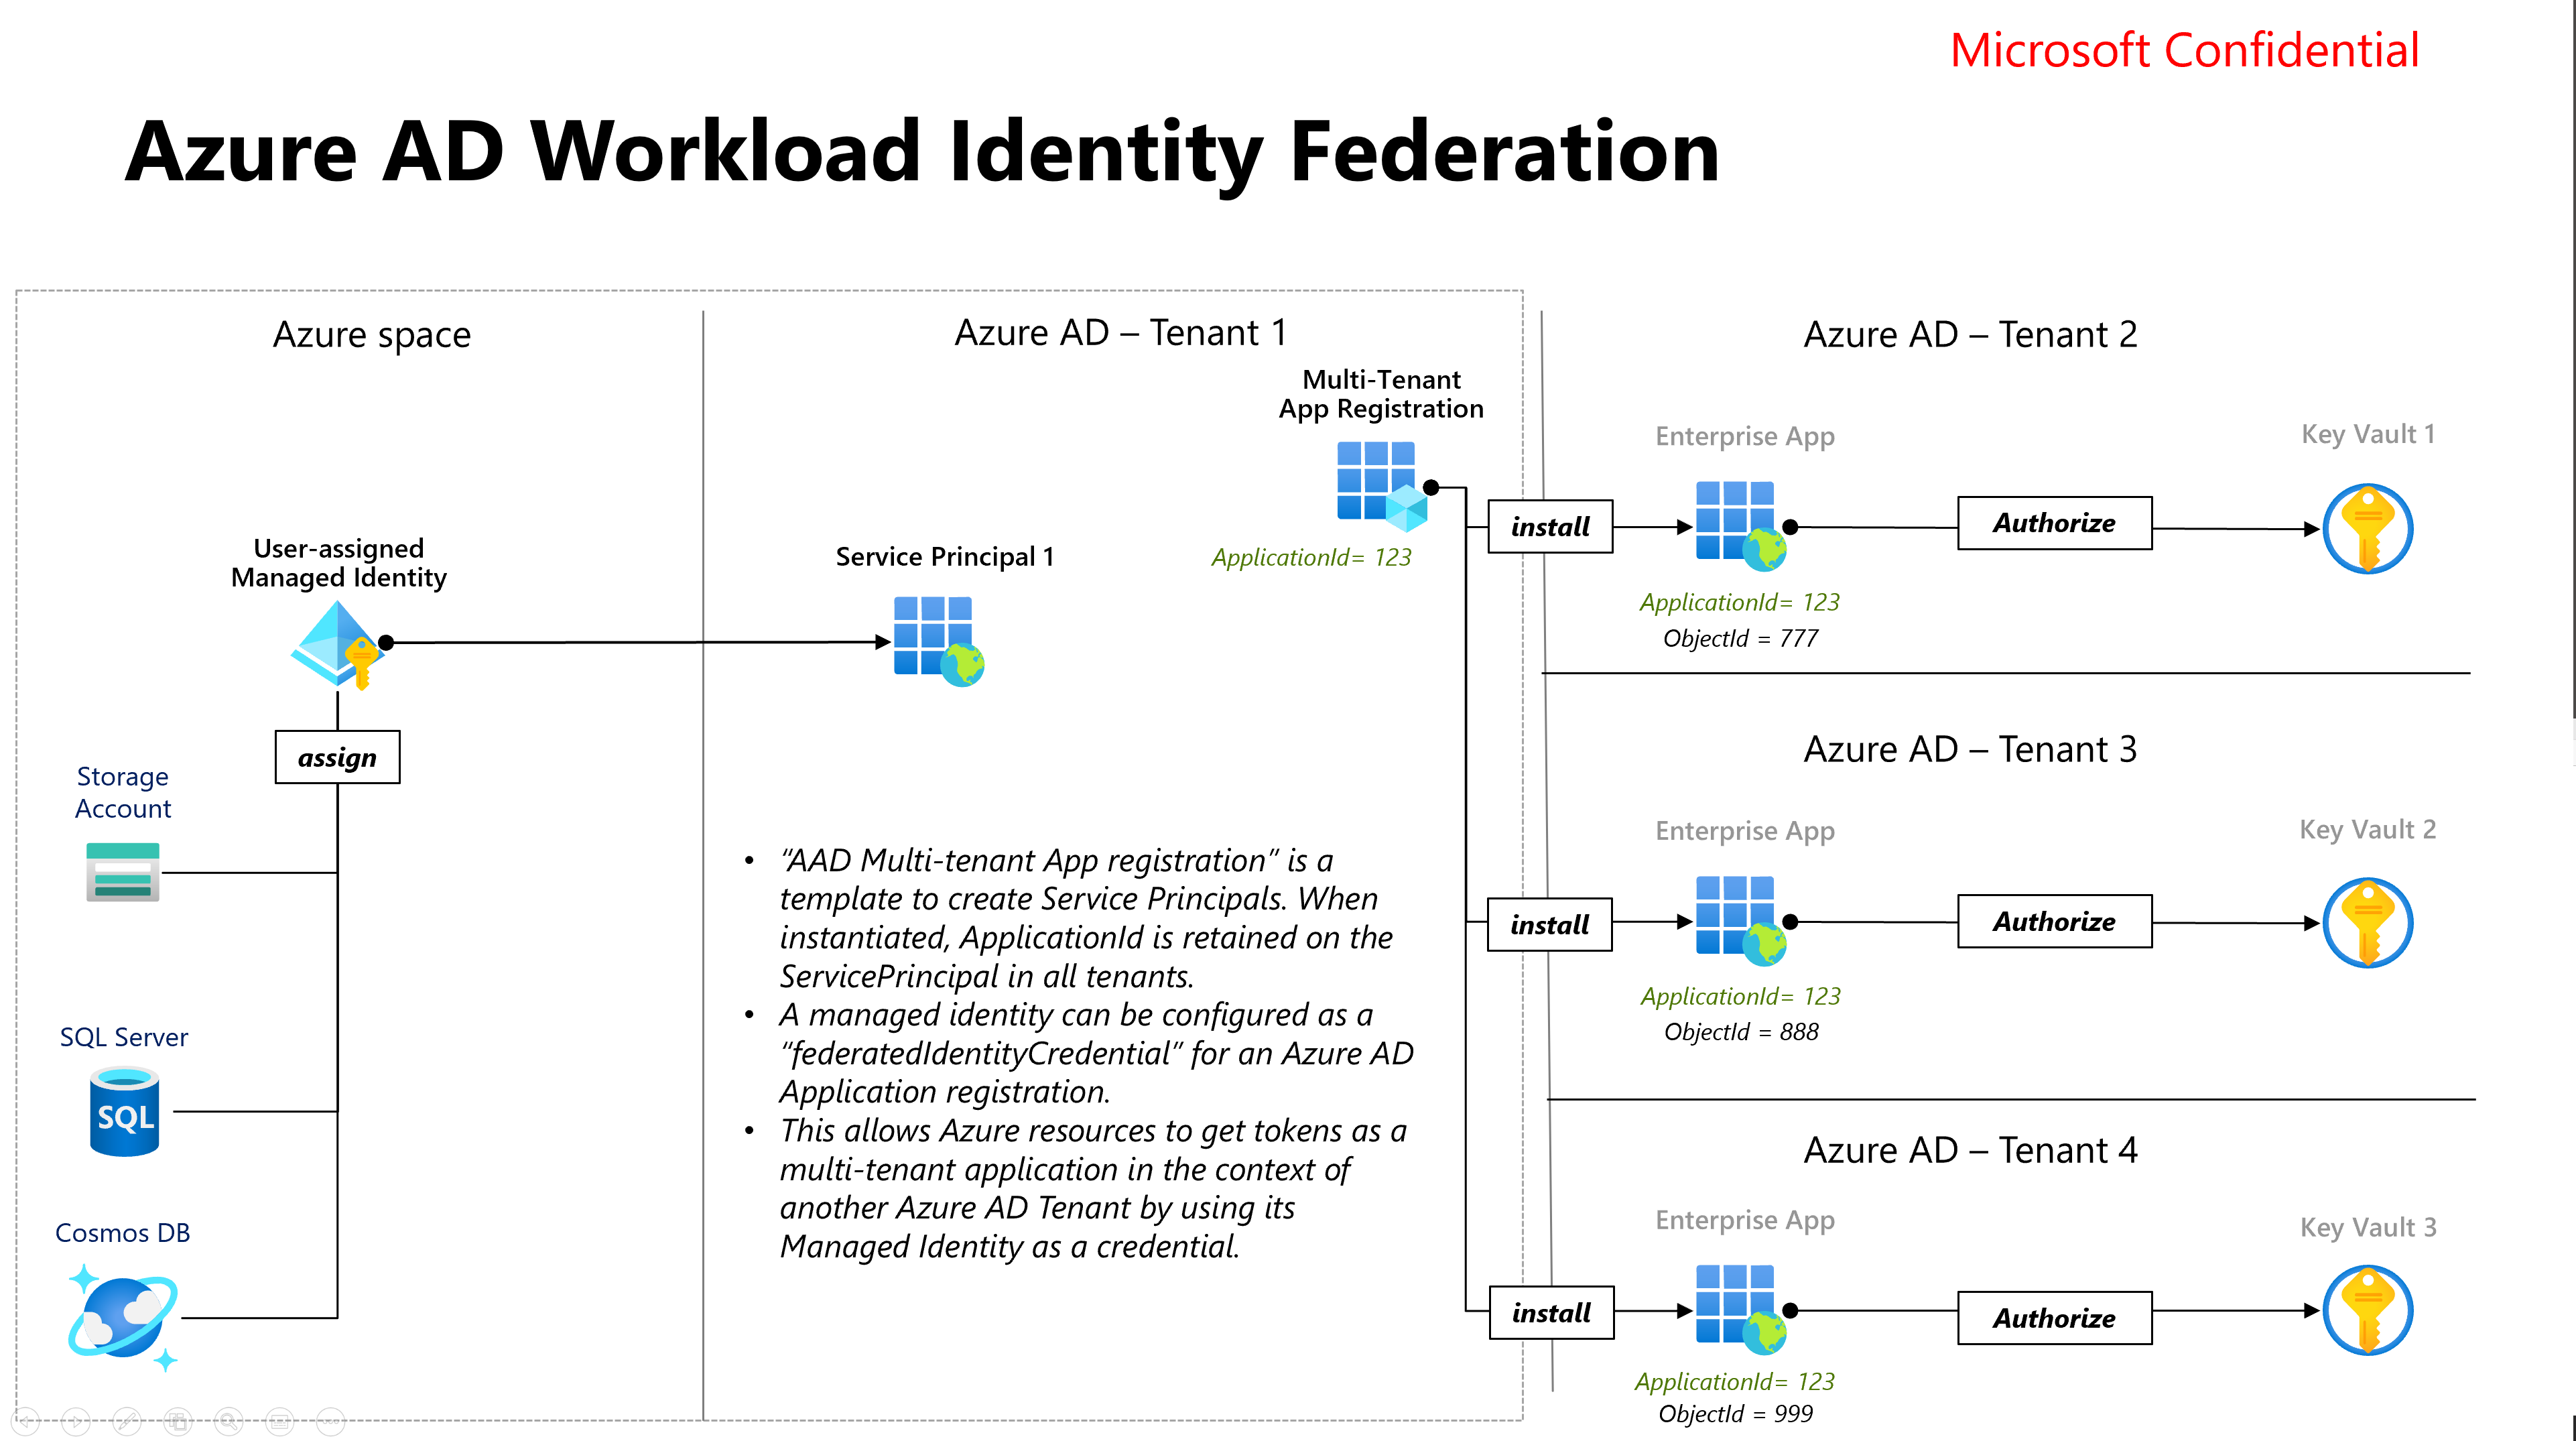 Microsoft Confidential
Azure AD Workload Identity Federation
Azure space
User-assigned
Managed Identity
assign
Storage
Account
SQL Server
SQL
Cosmos DB
Azure AD – Tenant 1
Multi-Tenant
App Registration
ApplicationId= 123
Service Principal 1
• “AAD Multi-tenant App registration” is a
template to create Service Principals. When
instantiated, ApplicationId is retained on the
ServicePrincipal in all tenants.
• A managed identity can be configured as a
“federatedIdentityCredential” for an Azure AD
Application registration.
• This allows Azure resources to get tokens as a
multi-tenant application in the context of
another Azure AD Tenant by using its
Managed Identity as a credential.
Azure AD – Tenant 2
install
Enterprise App
ApplicationId= 123
ObjectId = 777
Authorize
Key Vault 1
Azure AD – Tenant 3
install
Enterprise App
ApplicationId= 123
ObjectId = 888
Authorize
Key Vault 2
Azure AD – Tenant 4
install
Enterprise App
ApplicationId= 123
ObjectId = 999
Authorize
Key Vault 3